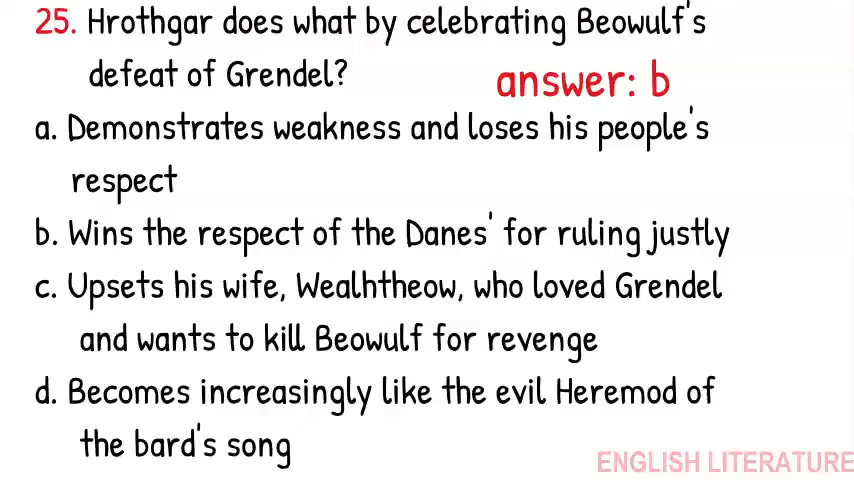 25. Hrothgar does what by celebrating Beowulf's
defeat of Grendel?
answer: b
a. Demonstrates weakness and loses his people's
respect
b. Wins the respect of the Danes' for ruling justly
c. Upsets his wife, Wealhtheow, who loved Grendel
and wants to kill Beowulf for revenge
d. Becomes increasingly like the evil Heremod of
the bard's song
ENGLISH LITERATURE